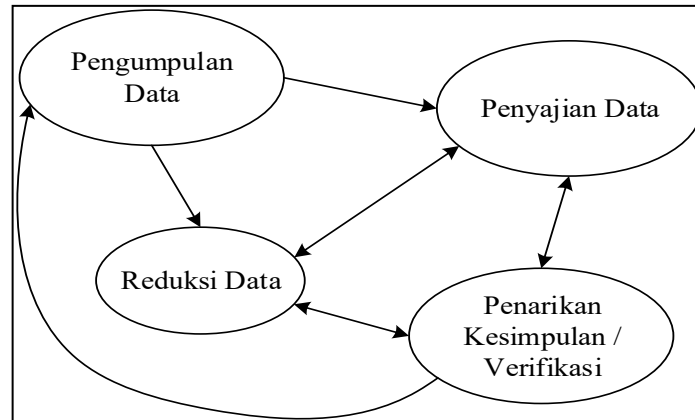 Pengumpulan
Data
Penyajian Data
Reduksi Data
Penarikan
Kesimpulan /
Verifikasi